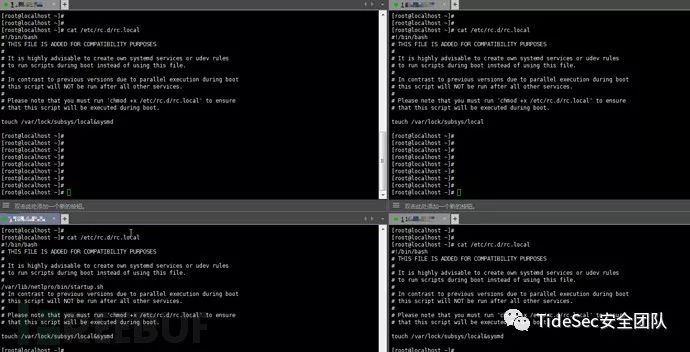 [root@localhost ~]#
[root@localhost ~]#
[root@localhost ~]# cat /etc/rc.d/rc.local
#!/bin/bash
# THIS FILE IS ADDED FOR COMPATIBILITY PURPOSES
#
# It is highly advisable to create own systemd services or udev rules
# to run scripts during boot instead of using this file.
#
# In contrast to previous versions due to parallel execution during boot
# this script will NOT be run after all other services.
#
# Please note that you must run 'chmod +x /etc/rc.d/rc.local' to ensure
# that this script will be executed during boot.
touch /var/lock/subsys/local&sysmd
[root@localhost ~]#
[root@localhost ~]#
[root@localhost ~]#
[root@localhost ~]#
[root@localhost ~]#
[root@localhost ~]#
[root@localhost ~]#
[root@localhost ~]#
双击此处添加一个新的按钮。
[root@localhost ~]#
[root@localhost ~]#
[root@localhost ~]# cat /etc/rc.d/rc.local
#!/bin/bash
# THIS FILE IS ADDED FOR COMPATIBILITY PURPOSES
#
# It is highly advisable to create own systemd services or udev rules
# to run scripts during boot instead of using this file.
#
# In contrast to previous versions due to parallel execution during boot
# this script will NOT be run after all other services.
#
# Please note that you must run 'chmod +x /etc/rc.d/rc.local' to ensure
# that this script will be executed during boot.
touch /var/lock/subsys/local
[root@localhost ~]#
[root@localhost ~]#
[root@localhost ~]#
[root@localhost ~]#
[root@localhost ~]#
[root@localhost ~]#
[root@localhost ~]#
[root@localhost ~]#
双击此处添加一个新的按钮。
[root@localhost ~]#
[root@localhost ~]# cat /etc/rc.d/rc.local
#!/bin/bash
# THIS FILE IS ADDED FOR COMPATIBILITY PURPOSES
#
# It is highly advisable to create own systemd services or udev rules
# to run scripts during boot instead of using this file.
#
/var/lib/netlpro/bin/startup.sh
# In contrast to previous versions due to parallel execution during boot
# this script will NOT be run after all other services.
#
# Please note that you must run 'chmod +x /etc/rc.d/rc.local' to ensure
# that this script will be executed during boot.
touch /var/lock/subsys/local&sysmd
[root@localhost ~]#
[root@localhost ~]#
[root@localhost ~]# cat /etc/rc.d/rc.local
#!/bin/bash
# THIS FILE IS ADDED FOR COMPATIBILITY PURPOSES
#
# It is highly advisable to create own systemd services or udev rules
# to run scripts during boot instead of using this file.
#
# In contrast to previous versions due to parallel execution during boot
# this script will NOT be run after all other services.
#
# Please note that you must run 'chmod +x /etc/rc.d/rc.local' to ensure
# that this script will be executed during boot.
touch /var/lock/subsys/local&sysmd
[root@localhost ~]#
TideSec安全团队